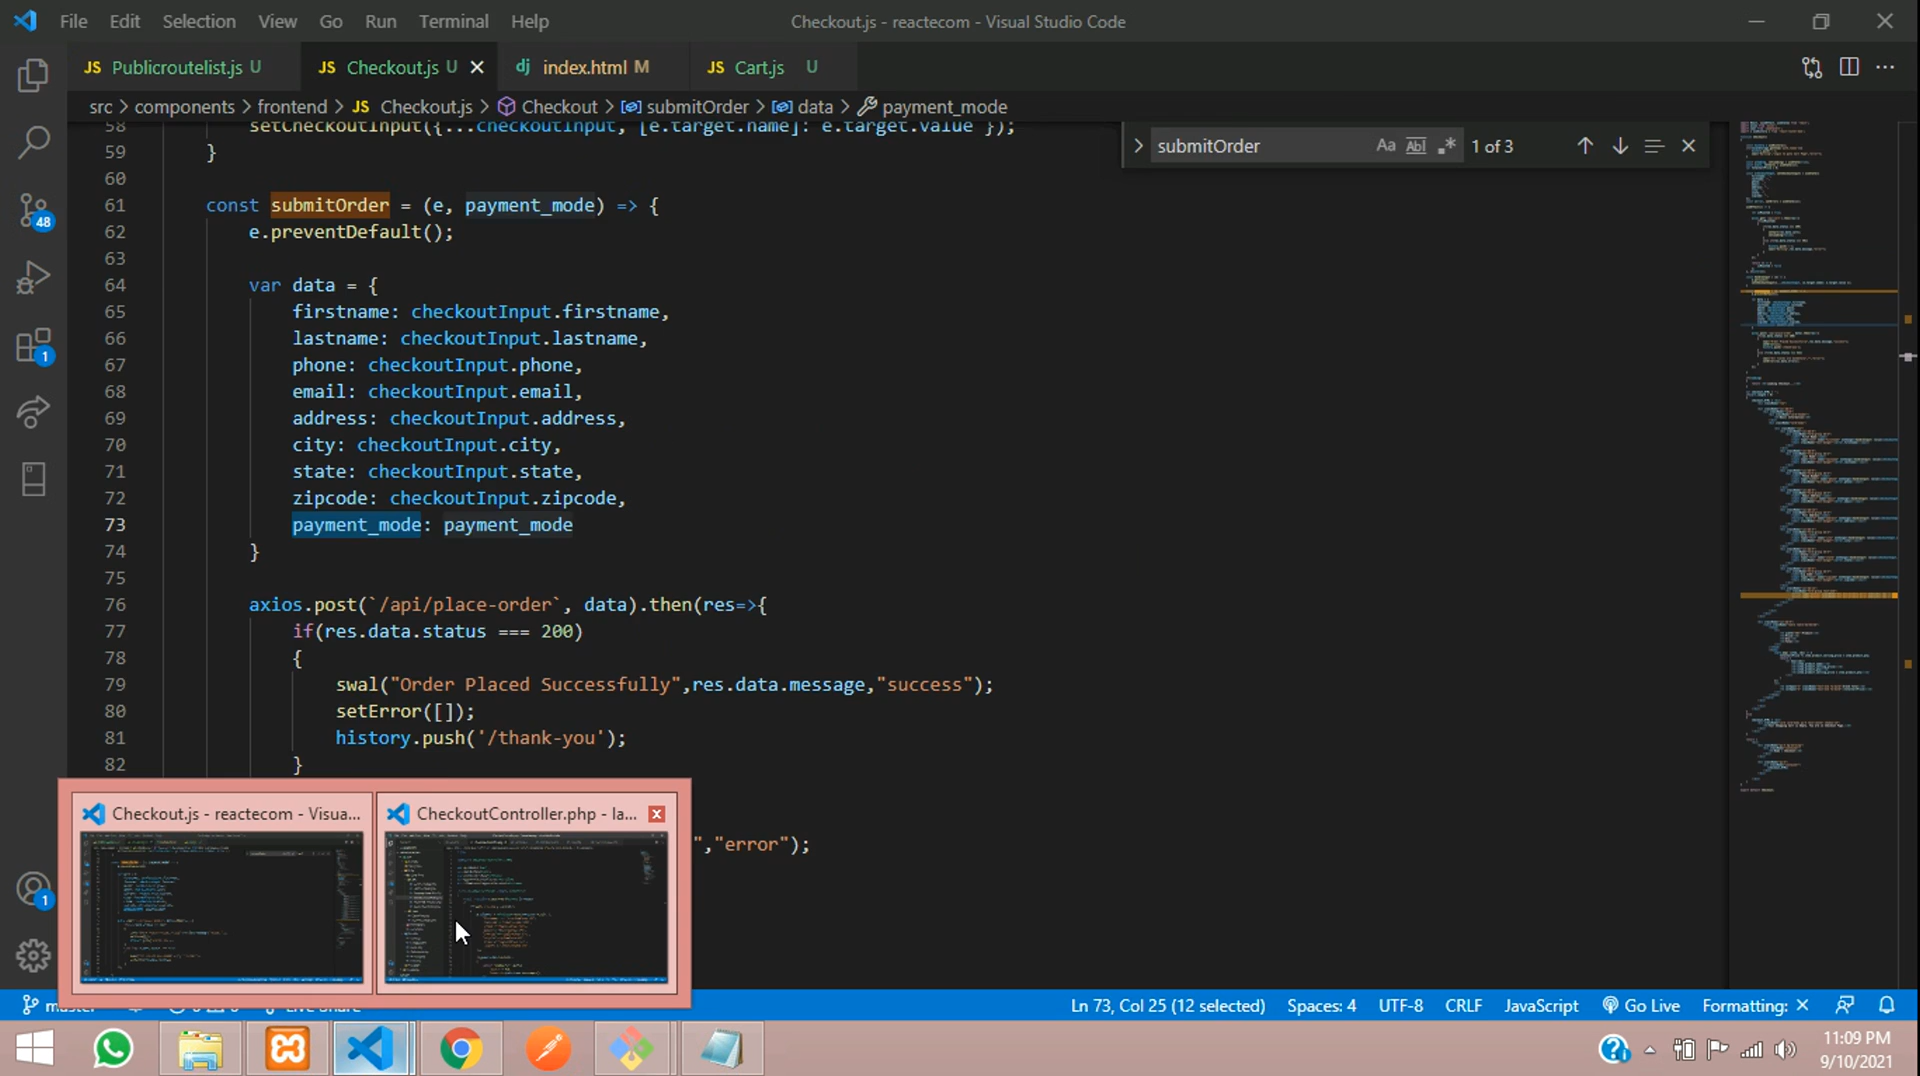 File Edit Selection View Go Run Terminal Help Checkout.js - reactecom - Visual Studio Code
JS Publicroutelist.js U JS Checkout.js U dj index.html M JS Cart.js U
src > components > frontend > JS Checkout.js > Checkout > submitOrder > data > payment_mode
submitOrder Aa Abl 1 of 3
58 setCheckoutInput({...checkoutInput, [e.target.name]: e.target.value });
59 }
60
61 const submitOrder = (e, payment_mode) => {
62 e.preventDefault();
63
64 var data = {
65 firstname: checkoutInput.firstname,
66 lastname: checkoutInput.lastname,
67 phone: checkoutInput.phone,
68 email: checkoutInput.email,
69 address: checkoutInput.address,
70 city: checkoutInput.city,
71 state: checkoutInput.state,
72 zipcode: checkoutInput.zipcode,
73 payment_mode: payment_mode
74 }
75
76 axios.post(`/api/place-order`, data).then(res=>{
77 if(res.data.status === 200)
78 {
79 swal("Order Placed Successfully",res.data.message,"success");
80 setError([]);
81 history.push('/thank-you');
82 }
","error");
48
1
1
Checkout.js - reactecom - Visua... CheckoutController.php - la...
Ln 73, Col 25 (12 selected) Spaces: 4 UTF-8 CRLF JavaScript Go Live Formatting: ×
11:09 PM
9/10/2021